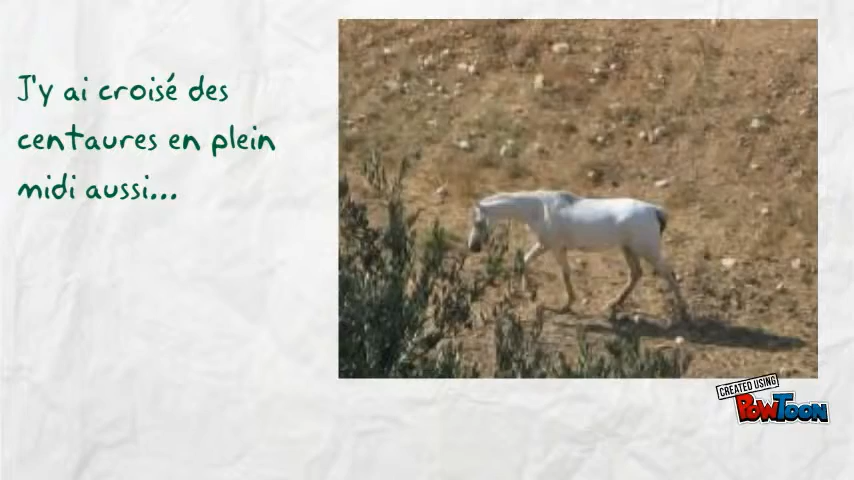 J'y ai croisé des
centaures en plein
midi aussi...
CREATED USING
POWTOON